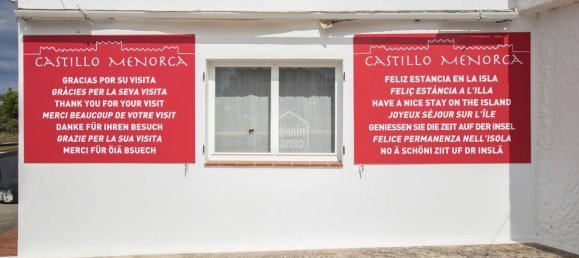 CASTILLO MENORCA
GRACIAS POR SU VISITA
GRÀCIES PER LA SEVA VISITA
THANK YOU FOR YOUR VISIT
MERCI BEAUCOUP DE VOTRE VISIT
DANKE FÜR IHREN BESUCH
GRAZIE PER LA SUA VISITA
MERCI FÜR ÖIÄ BSUECH
bonnin
sanso
CASTILLO MENORCA
FELIZ ESTANCIA EN LA ISLA
FELIÇ ESTÀNCIA A L'ILLA
HAVE A NICE STAY ON THE ISLAND
JOYEUX SÉJOUR SUR L'ÎLE
GENIESSEN SIE DIE ZEIT AUF DER INSEL
FELICE PERMANENZA NELL'ISOLA
NO Ä SCHÖNI ZIIT UF DR INSLÄ